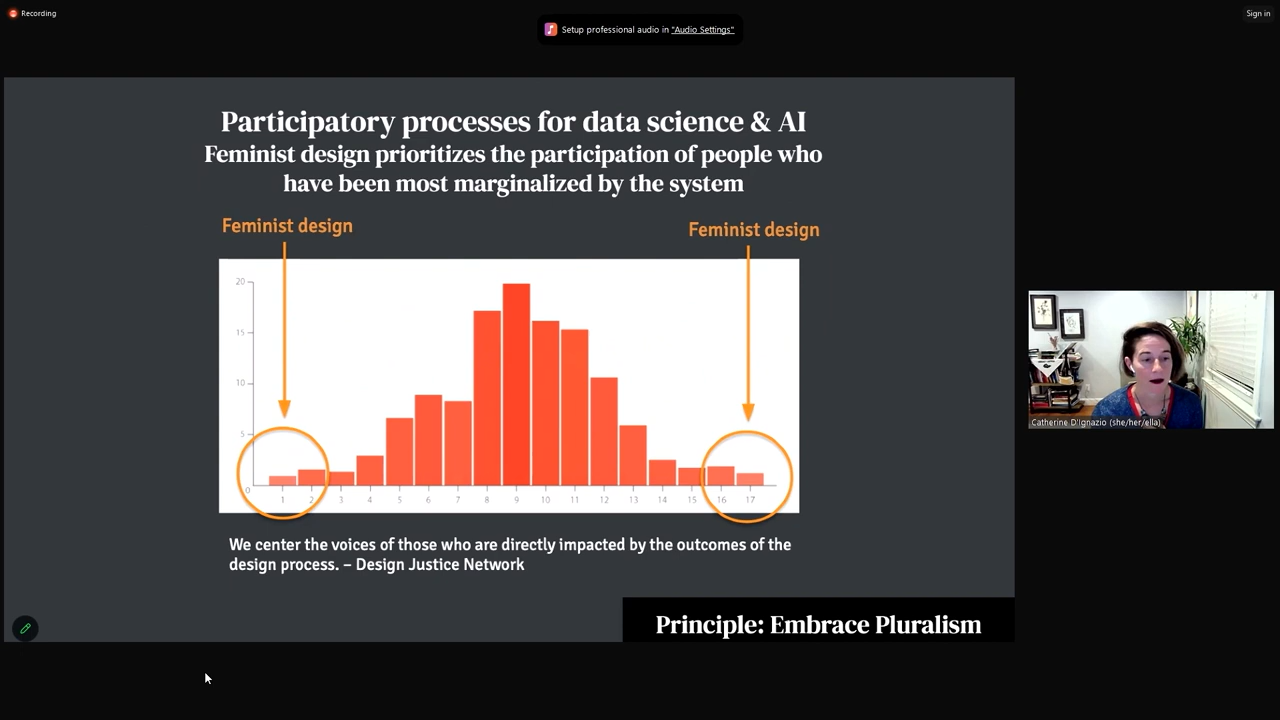 Recording
Setup professional audio in "Audio Settings"
Sign in
Participatory processes for data science & AI
Feminist design prioritizes the participation of people who
have been most marginalized by the system
Feminist design
Feminist design
20
15
10
5
0
1 2 3 4 5 6 7 8 9 10 11 12 13 14 15 16 17
We center the voices of those who are directly impacted by the outcomes of the
design process. – Design Justice Network
Principle: Embrace Pluralism
Catherine D'Ignazio (she/her/ella)